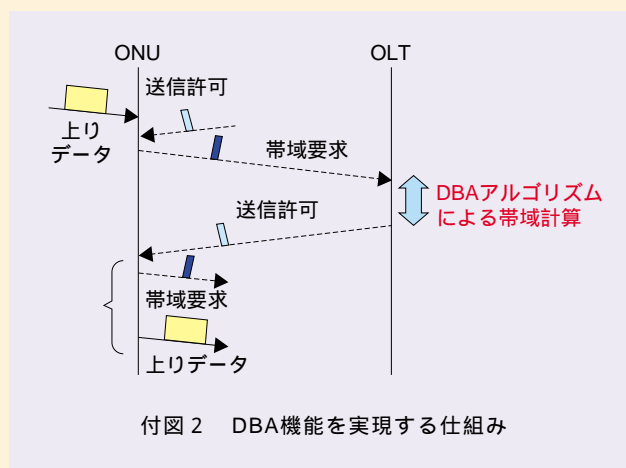 ONU
OLT
送信許可
上り
データ
帯域要求
DBAアルゴリズム
による帯域計算
送信許可
帯域要求
上りデータ
付図2 DBA機能を実現する仕組み